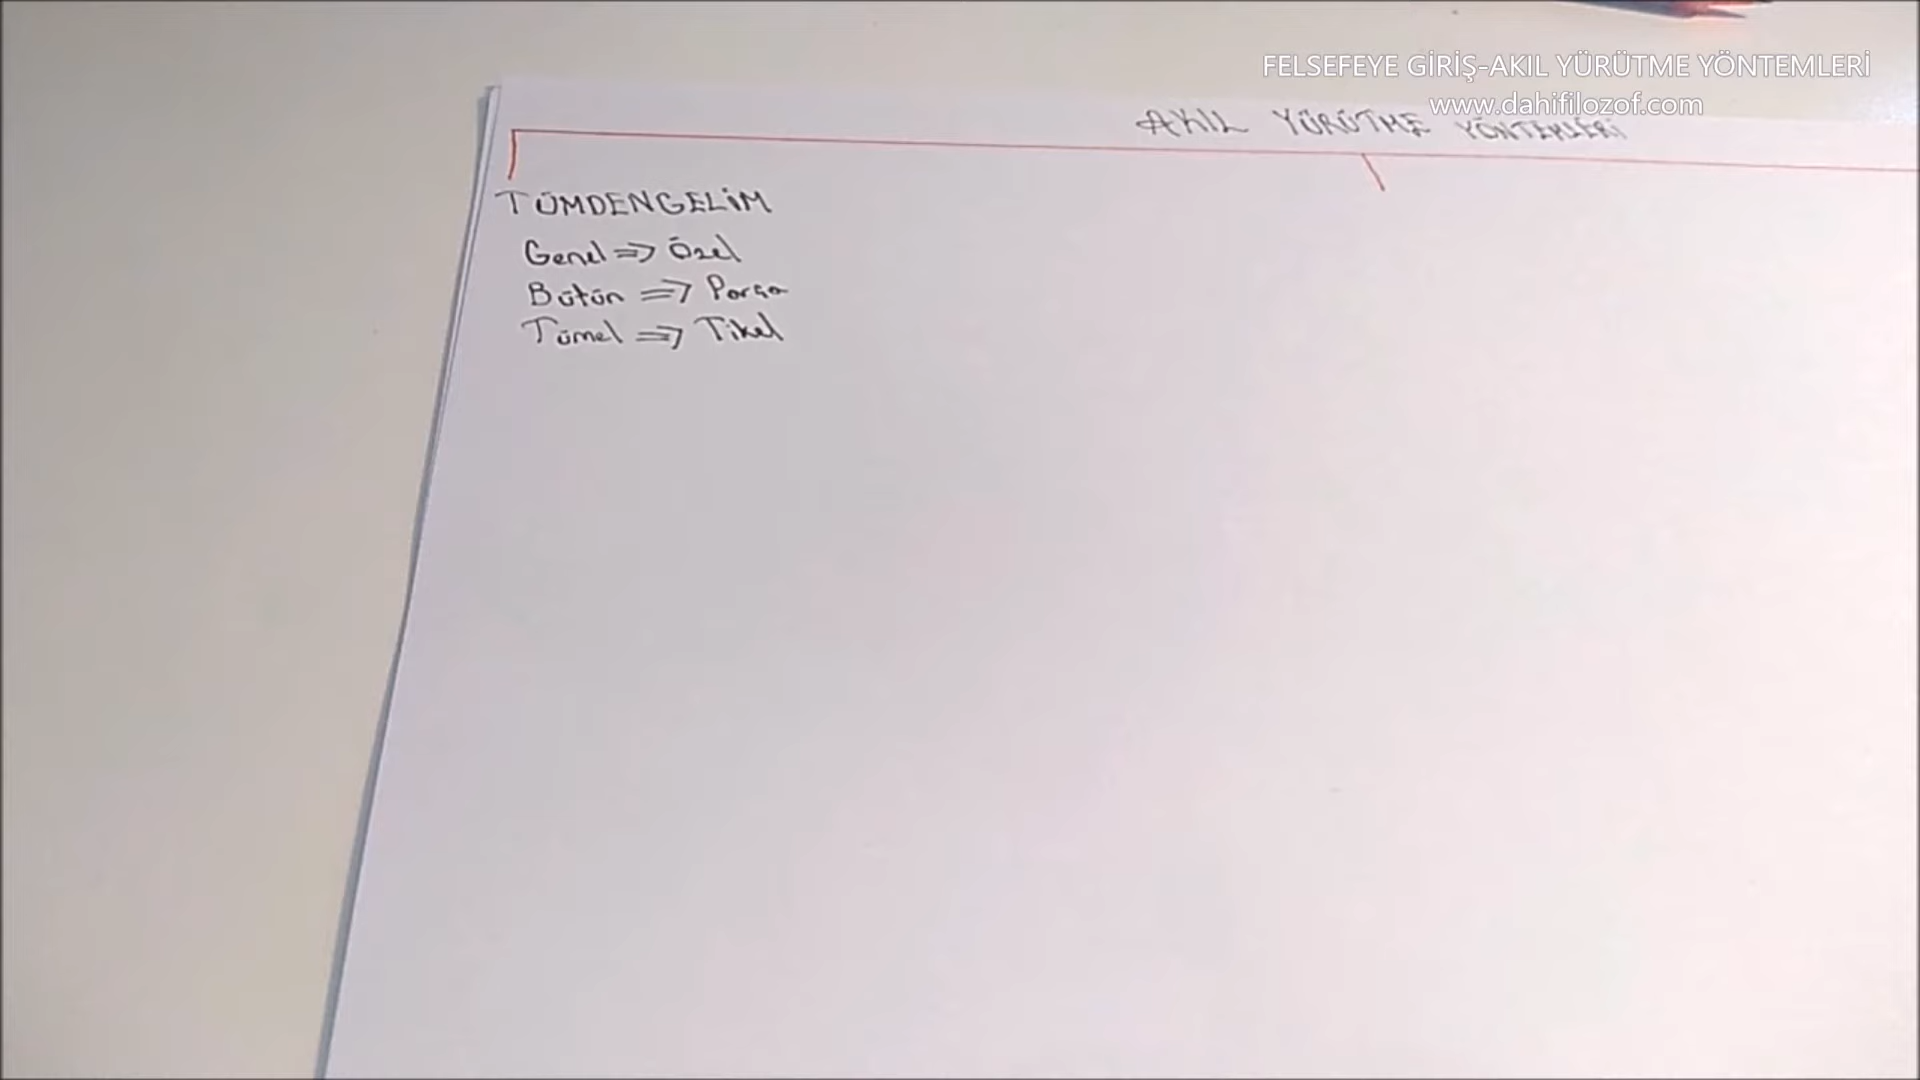 FELSEFEYE GİRİŞ-AKIL YÜRÜTME YÖNTEMLERİ
www.dahifilozof.com
AKIL YÜRÜTME YÖNTEMLERİ
TÜMDENGELİM
Genel => Özel
Bütün => Parça
Tümel => Tikel